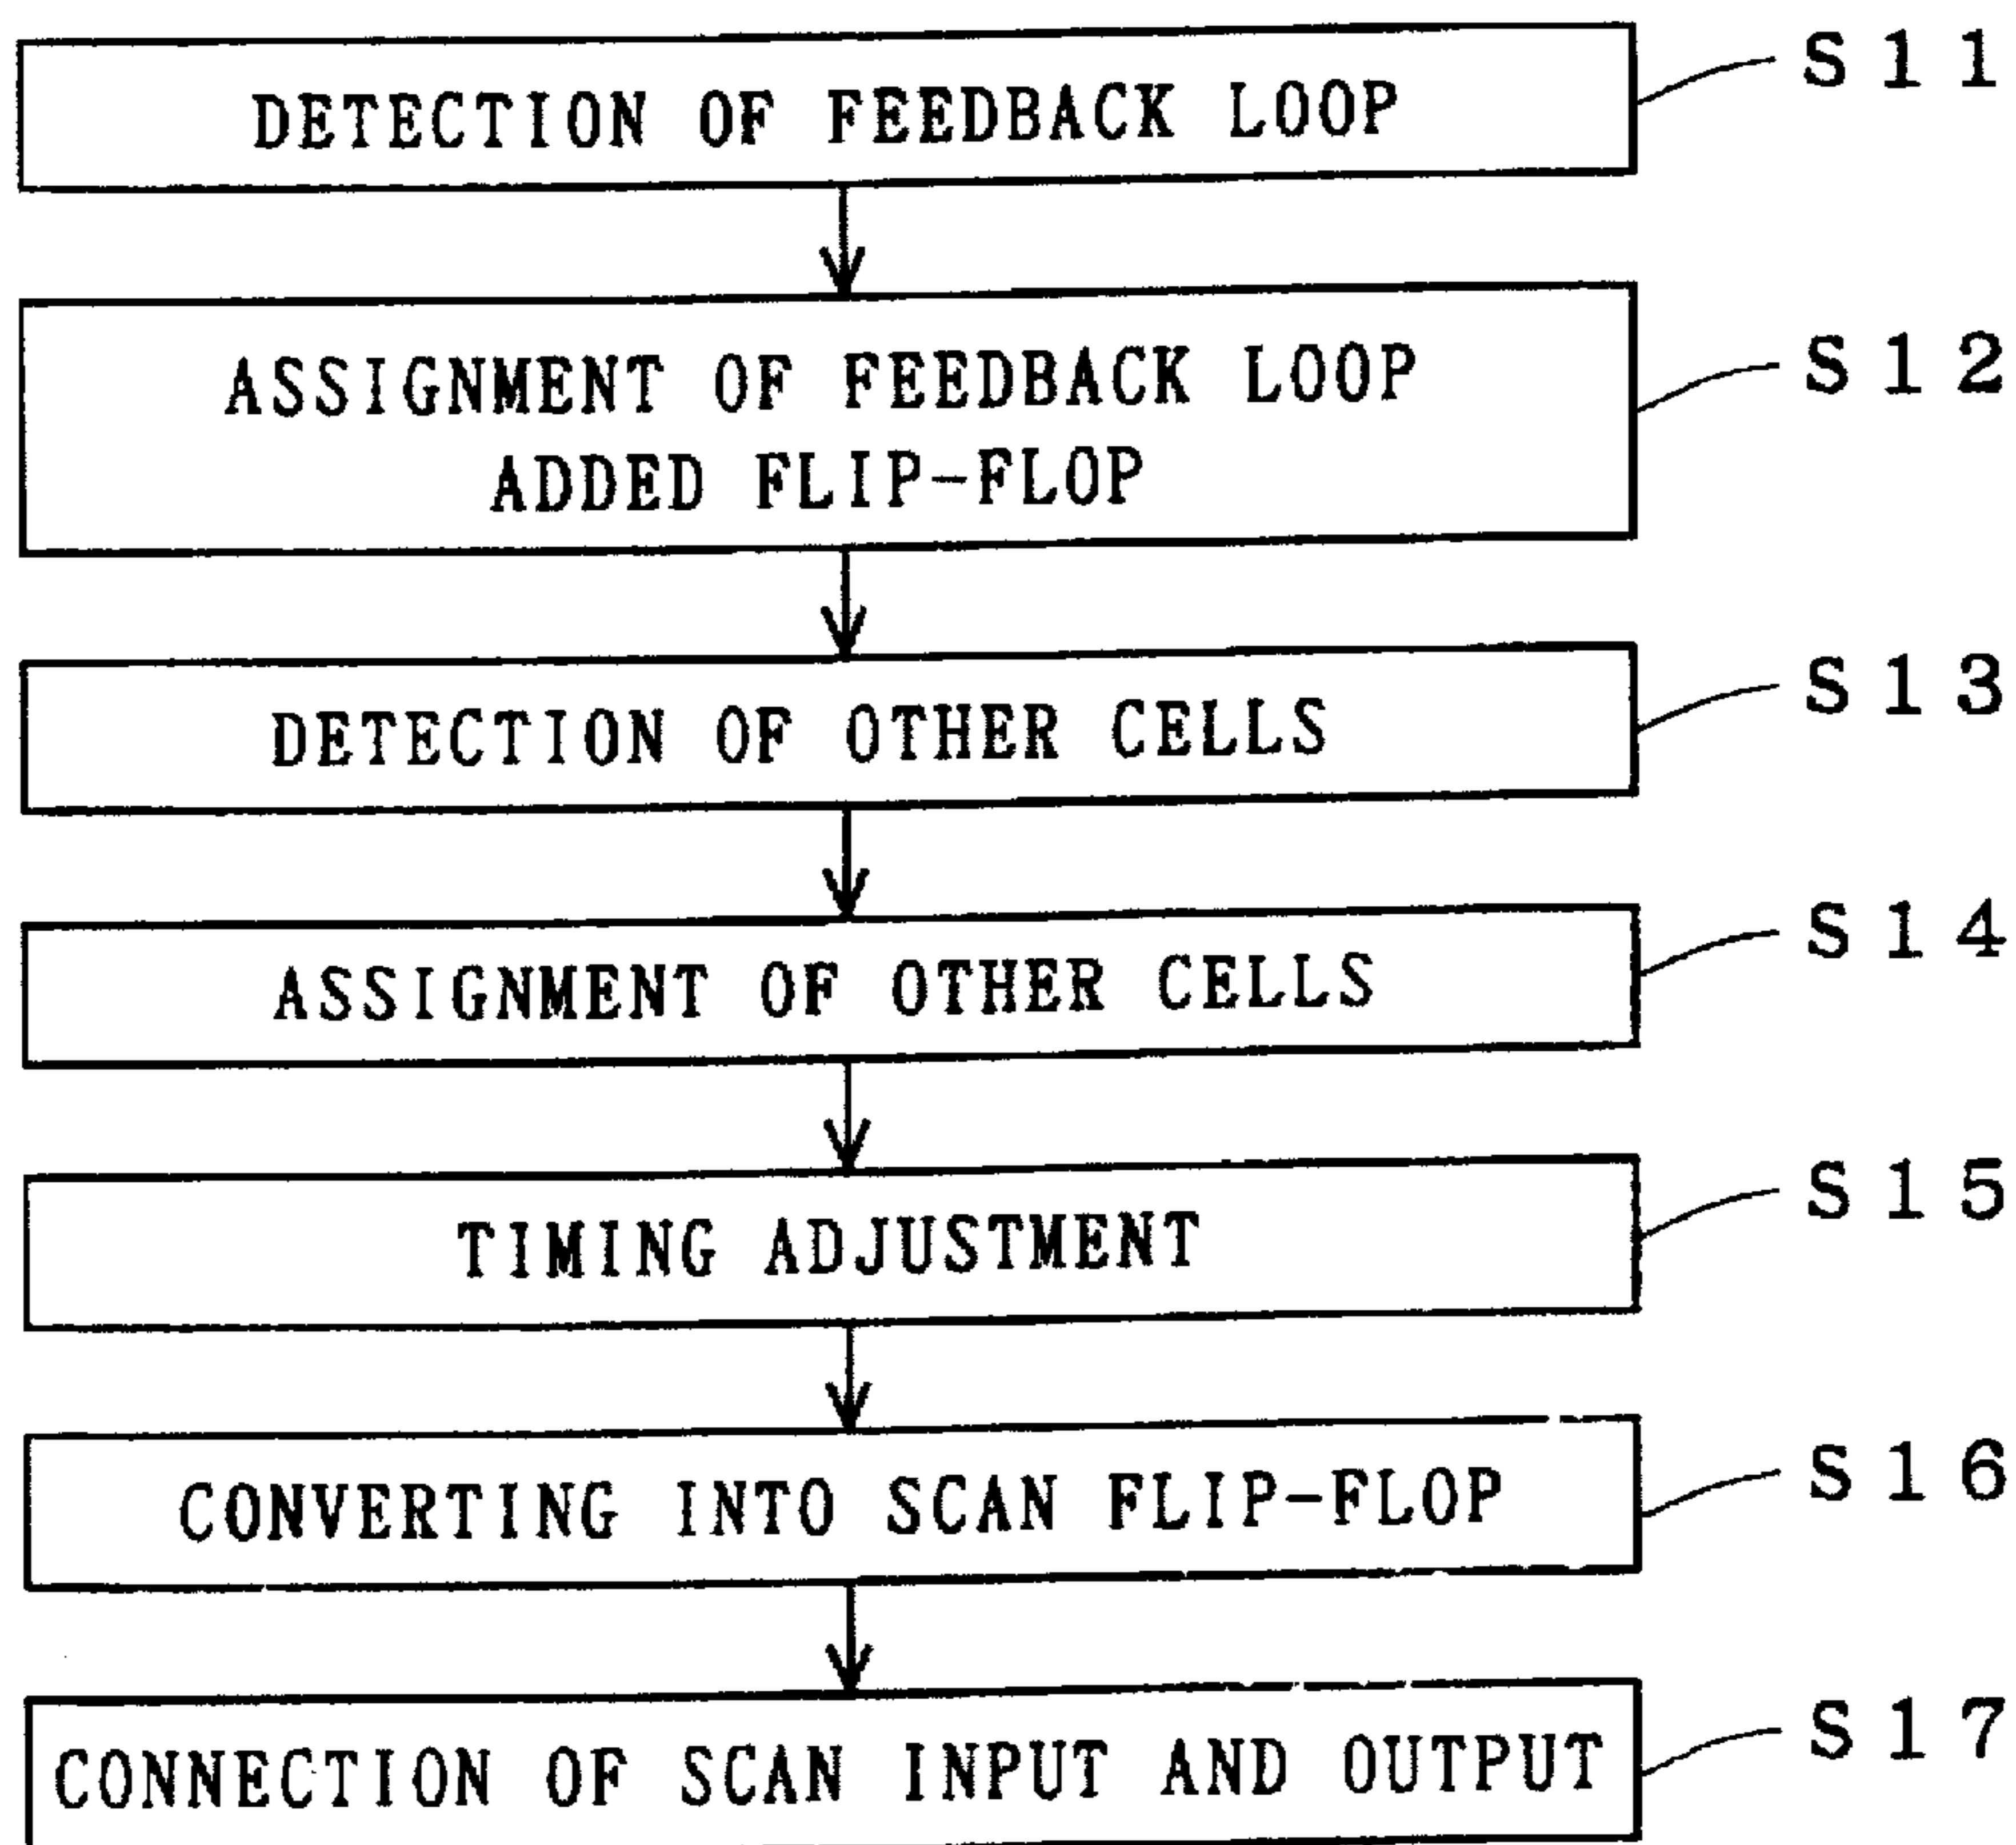 DETECTION OF FEEDBACK LOOP
S11
ASSIGNMENT OF FEEDBACK LOOP
ADDED FLIP-FLOP
S12
DETECTION OF OTHER CELLS
S13
ASSIGNMENT OF OTHER CELLS
S14
TIMING ADJUSTMENT
S15
CONVERTING INTO SCAN FLIP-FLOP
S16
CONNECTION OF SCAN INPUT AND OUTPUT
S17